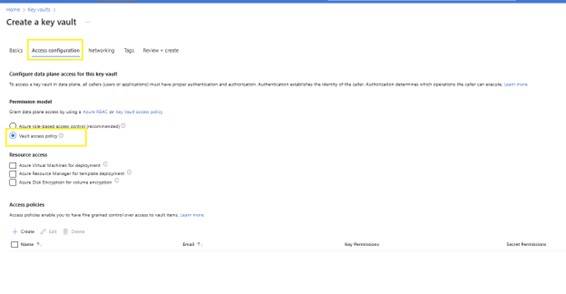 Home > Key vaults >
Create a key vault ...
Basics Access configuration Networking Tags Review + create
Configure data plane access for this key vault
To access a key vault in data plane, all callers (users or applications) must have proper authentication and authorization. Authentication establishes the identity of the caller. Authorization determines which operations the caller can execute. Learn more
Permission model
Grant data plane access by using a Azure RBAC or Key Vault access policy
Azure role-based access control (recommended)
Vault access policy
Resource access
Azure Virtual Machines for deployment
Azure Resource Manager for template deployment
Azure Disk Encryption for volume encryption
Access policies
Access policies enable you to have fine grained control over access to vault items. Learn more
+ Create Edit Delete
Name ↑↓ Email ↑↓ Key Permissions Secret Permissions